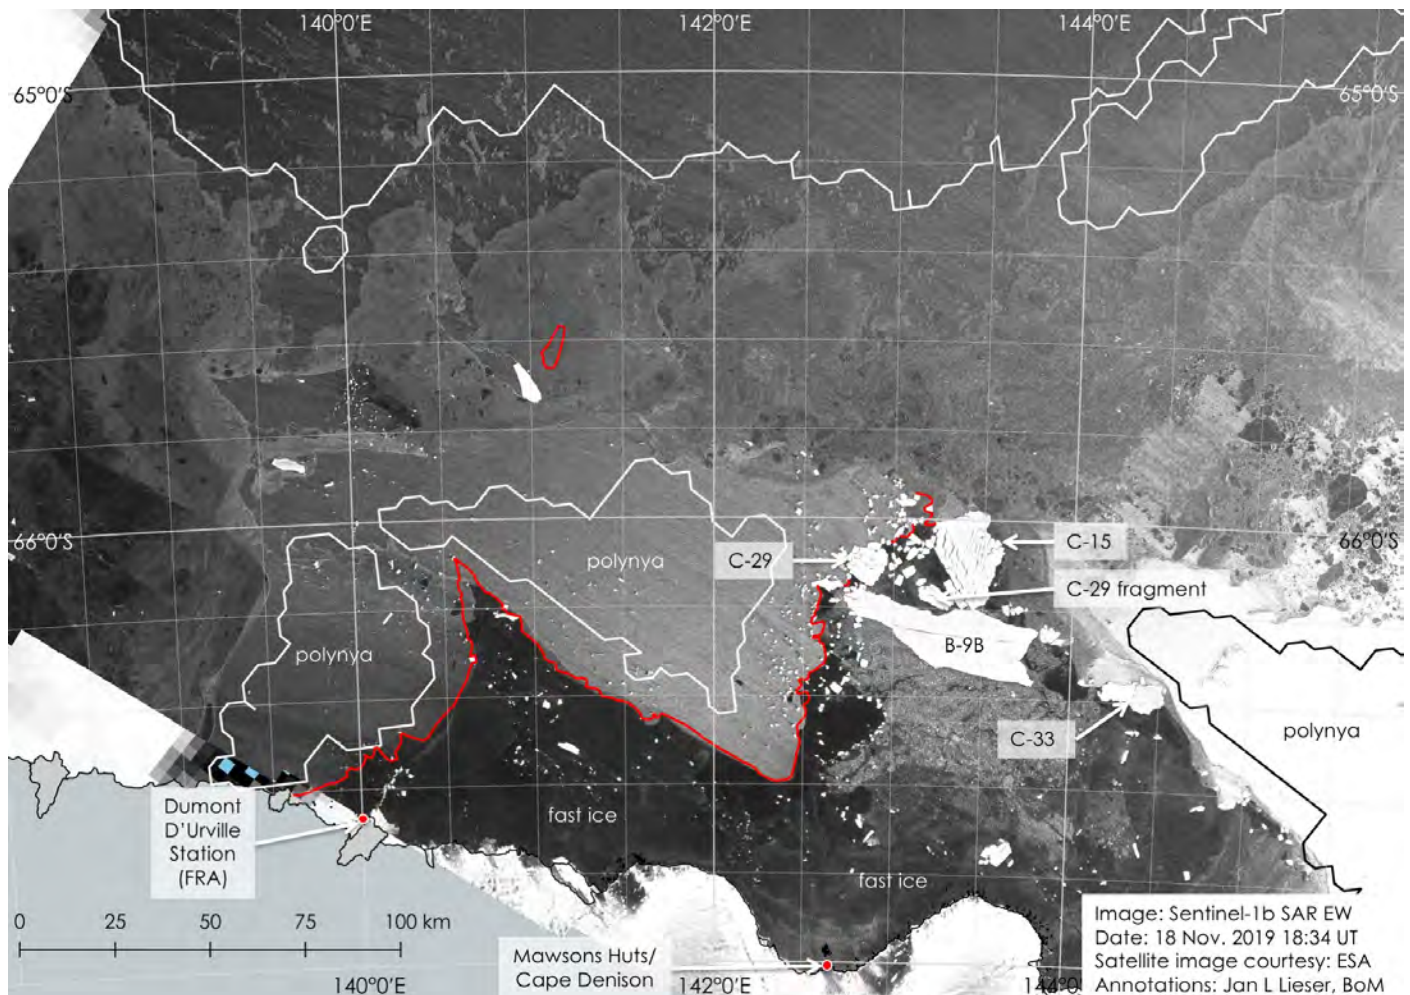 140°0'E
142°0'E
144°0'E
65°0'S
65°0'S
66°0'S
66°0'S
polynya
C-29
C-15
C-29 fragment
polynya
B-9B
C-33
polynya
Dumont
D'Urville
Station
(FRA)
fast ice
fast ice
0 25 50 75 100 km
Mawsons Huts/
Cape Denison
140°0'E
142°0'E
144°0'
Image: Sentinel-1b SAR EW
Date: 18 Nov. 2019 18:34 UT
Satellite image courtesy: ESA
Annotations: Jan L Lieser, BoM